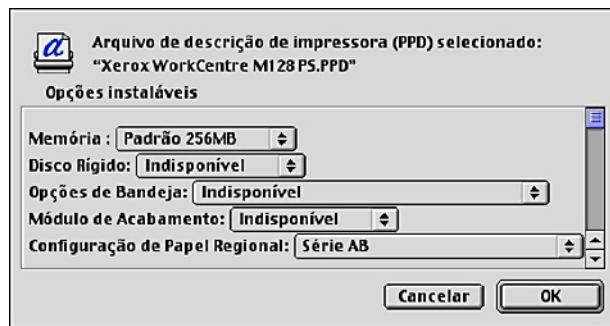 Arquivo de descrição de impressora (PPD) selecionado:
“Xerox WorkCentre M128 PS.PPD”
Opções instaláveis
Memória : Padrão 256MB
Disco Rígido: Indisponível
Opções de Bandeja: Indisponível
Módulo de Acabamento: Indisponível
Configuração de Papel Regional: Série AB
Cancelar OK